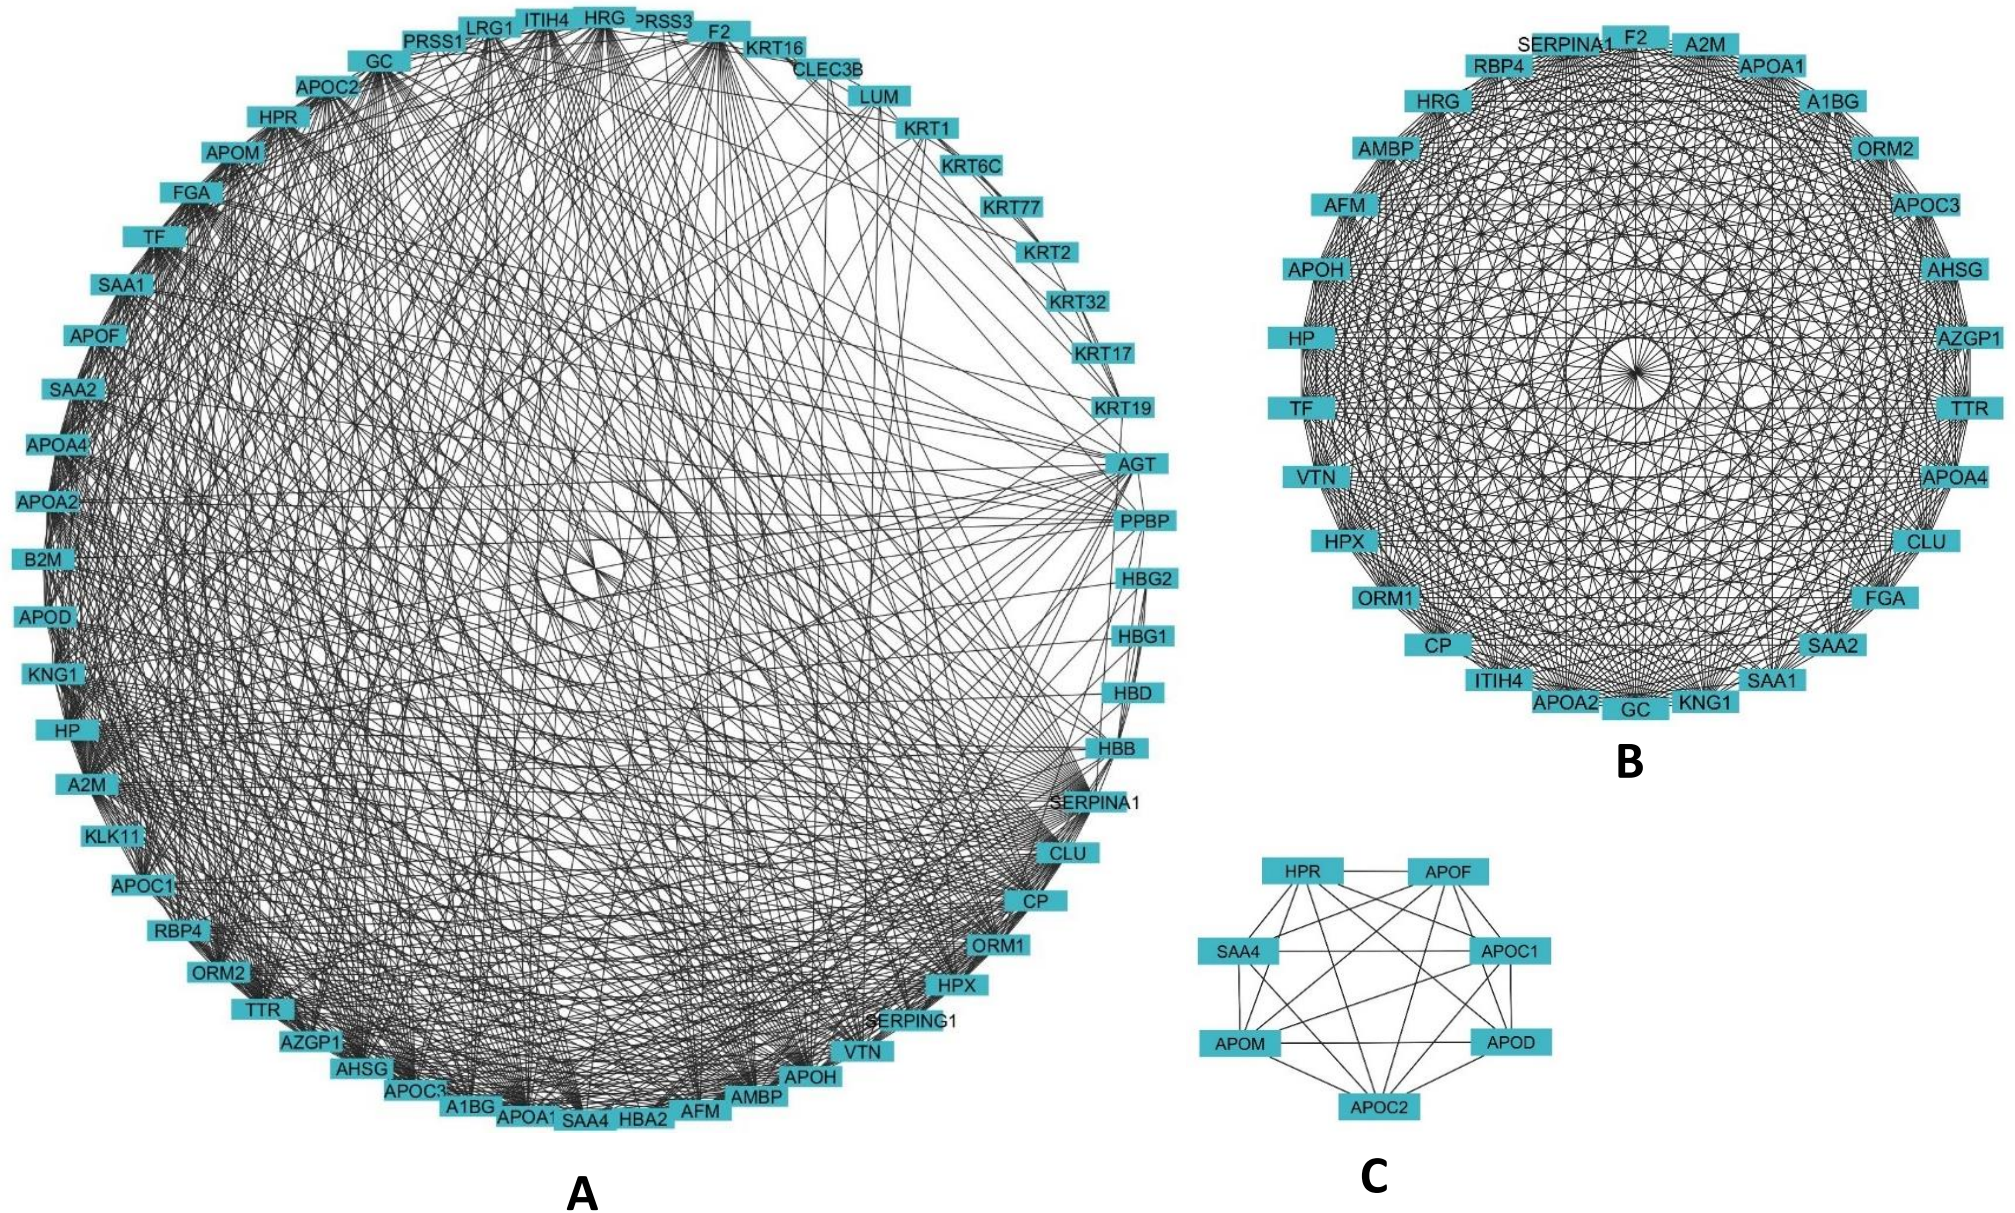 HRG
PRSS3
F2
KRT16
CLEC3B
LUM
KRT1
KRT6C
KRT77
KRT2
KRT32
KRT17
KRT19
AGT
PPBP
HBG2
HBG1
HBD
HBB
SERPINA1
CLU
CP
ORM1
HPX
SERPING1
VTN
APOH
AMBP
AFM
HBA2
SAA4
APOA1
A1BG
APOC3
AHSG
AZGP1
TTR
ORM2
RBP4
APOC1
KLK11
A2M
HP
KNG1
APOD
B2M
APOA2
APOA4
SAA2
APOF
SAA1
TF
FGA
APOM
HPR
APOC2
GC
PRSS1
LRG1
ITIH4
A
F2
A2M
APOA1
A1BG
ORM2
APOC3
AHSG
AZGP1
TTR
APOA4
CLU
FGA
SAA2
SAA1
KNG1
GC
APOA2
ITIH4
CP
ORM1
HPX
VTN
TF
HP
APOH
AFM
AMBP
HRG
RBP4
SERPINA1
B
HPR
APOF
SAA4
APOC1
APOM
APOD
APOC2
C